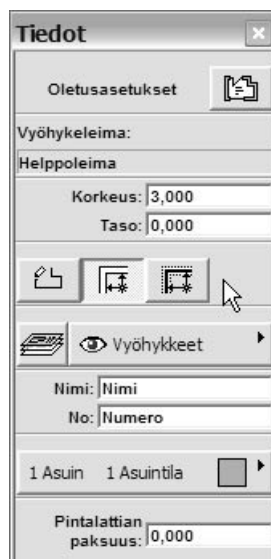 Tiedot
Oletusasetukset
Vyöhykeleima:
Helppoleima
Korkeus: 3,000
Taso: 0,000
Vyöhykkeet
Nimi: Nimi
No: Numero
1 Asuin 1 Asuintila
Pintalattian
paksuus: 0,000